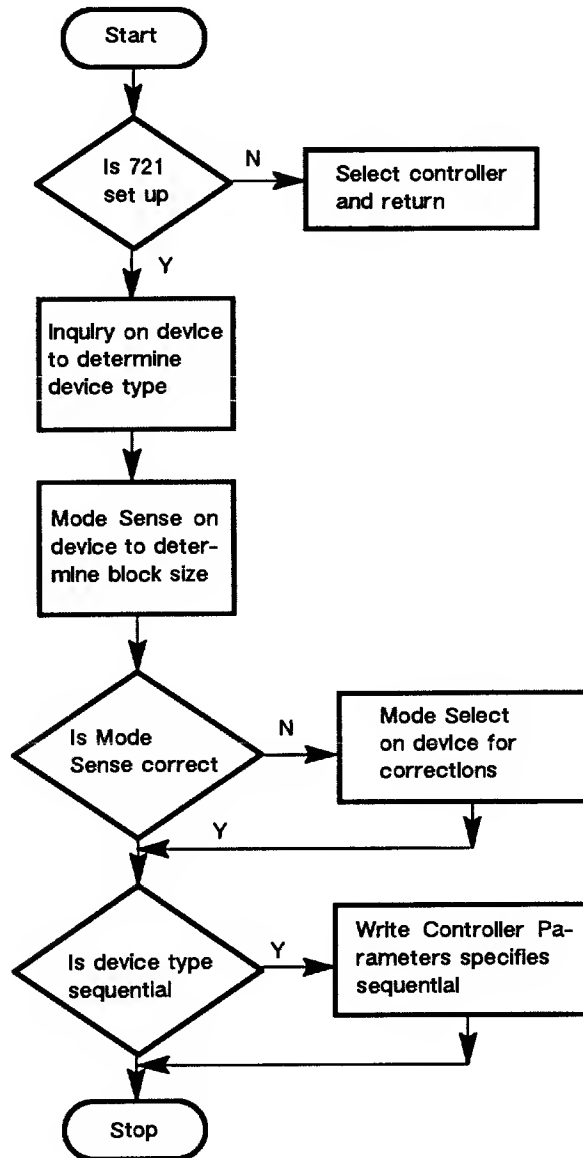 Start
Is 721
set up
N
Select controller
and return
Y
Inquiry on device
to determine
device type
Mode Sense on
device to deter-
mine block size
Is Mode
Sense correct
N
Mode Select
on device for
corrections
Y
Is device type
sequential
Y
Write Controller Pa-
rameters specifies
sequential
Stop